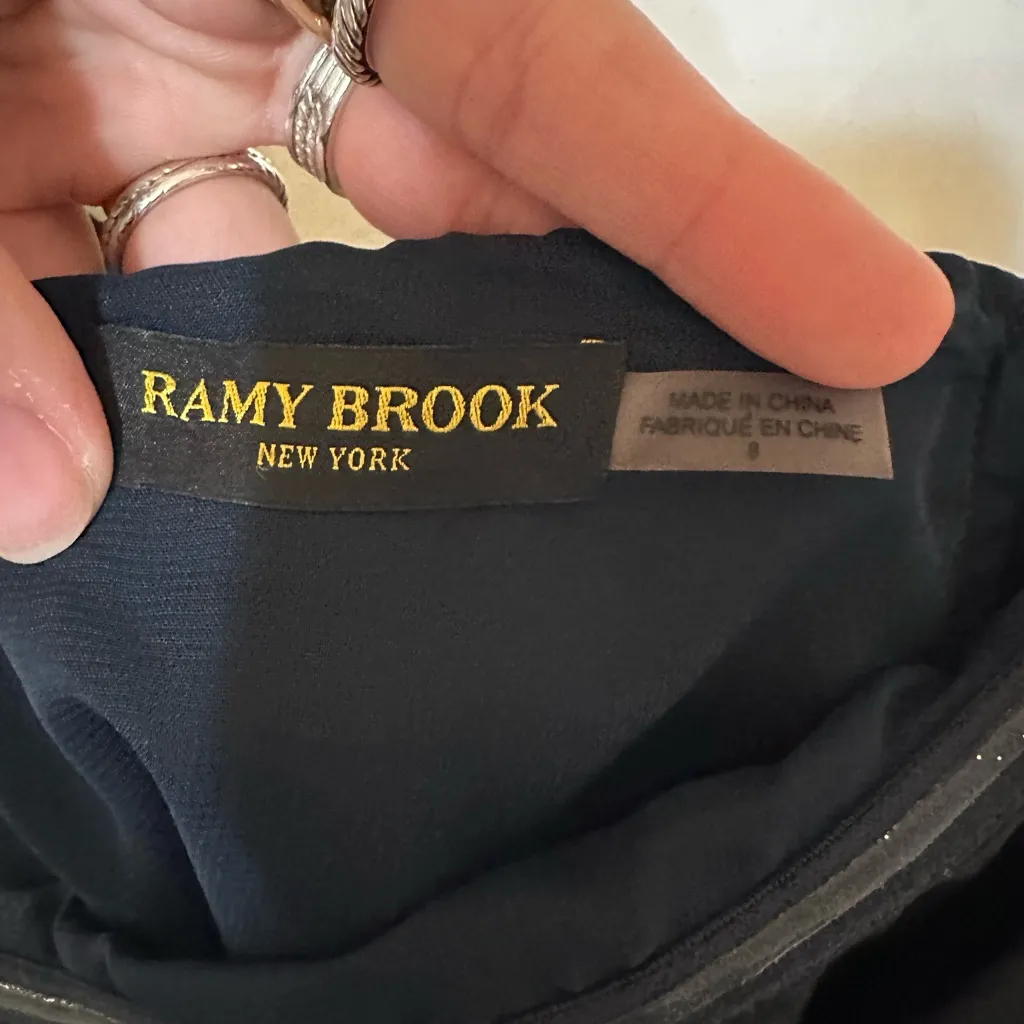 RAMY BROOK
NEW YORK
MADE IN CHINA
FABRIQUÉ EN CHINE
8